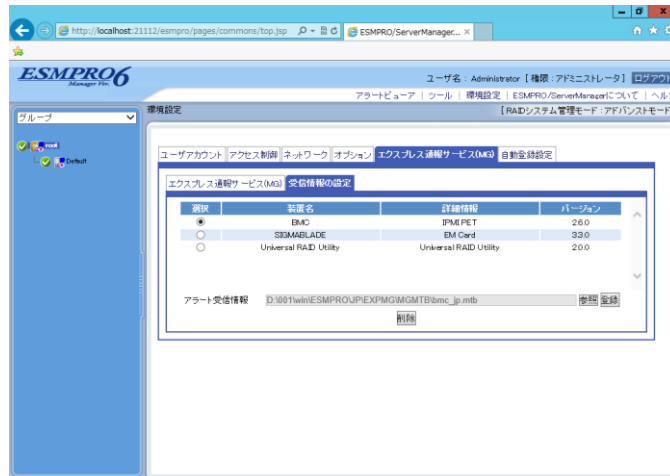 http://localhost:21112/esmpro/pages/commons/top.jsp
ESMPRO/ServerManager... ×
ESMPRO6
Manager Ver.
ユーザ名 : Administrator [ 権限 : アドミニストレータ ] ログアウト
アラートビューア | ツール | 環境設定 | ESMPRO/ServerManagerについて | ヘル
グループ
環境設定
[ RAIDシステム管理モード : アドバンストモード
root
Default
ユーザアカウント アクセス制御 ネットワーク オプション エクスプレス通報サービス(MG) 自動登録設定
エクスプレス通報サービス(MG) 受信情報の設定
選択 装置名 詳細情報 バージョン
BMC IPMI PET 2.6.0
SIGMABLADE EM Card 3.3.0
Universal RAID Utility Universal RAID Utility 2.0.0
アラート受信情報 D:\001\win\ESMPRO\JP\EXPMG\MGMTB\bmc_jp.mtb 参照 登録
削除